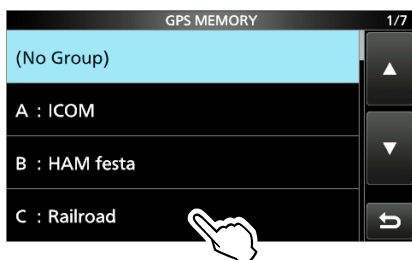 GPS MEMORY 1/7
(No Group)
A : ICOM
B : HAM festa
C : Railroad